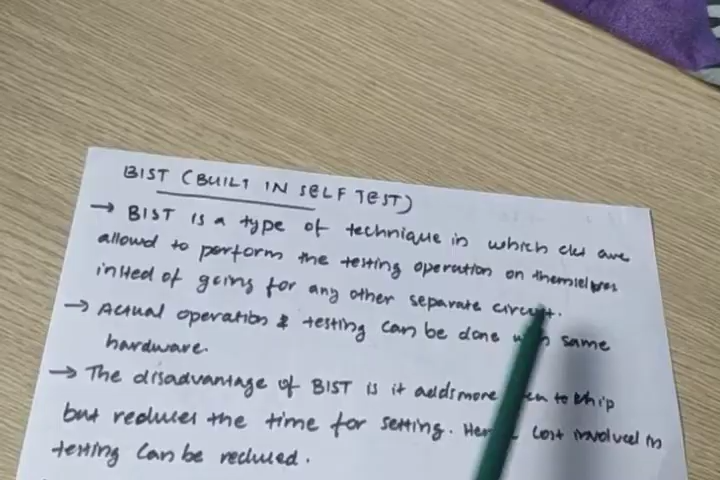 BIST (BUILT IN SELF TEST)
→ BIST is a type of technique in which ckt are
allowd to perform the testing operation on themselves
insted of going for any other separate circuit.
→ Actual operation & testing can be done same
hardware.
→ The disadvantage of BIST is it adds more to chip
but reduces the time for setting. cost involved in
testing can be reduced.